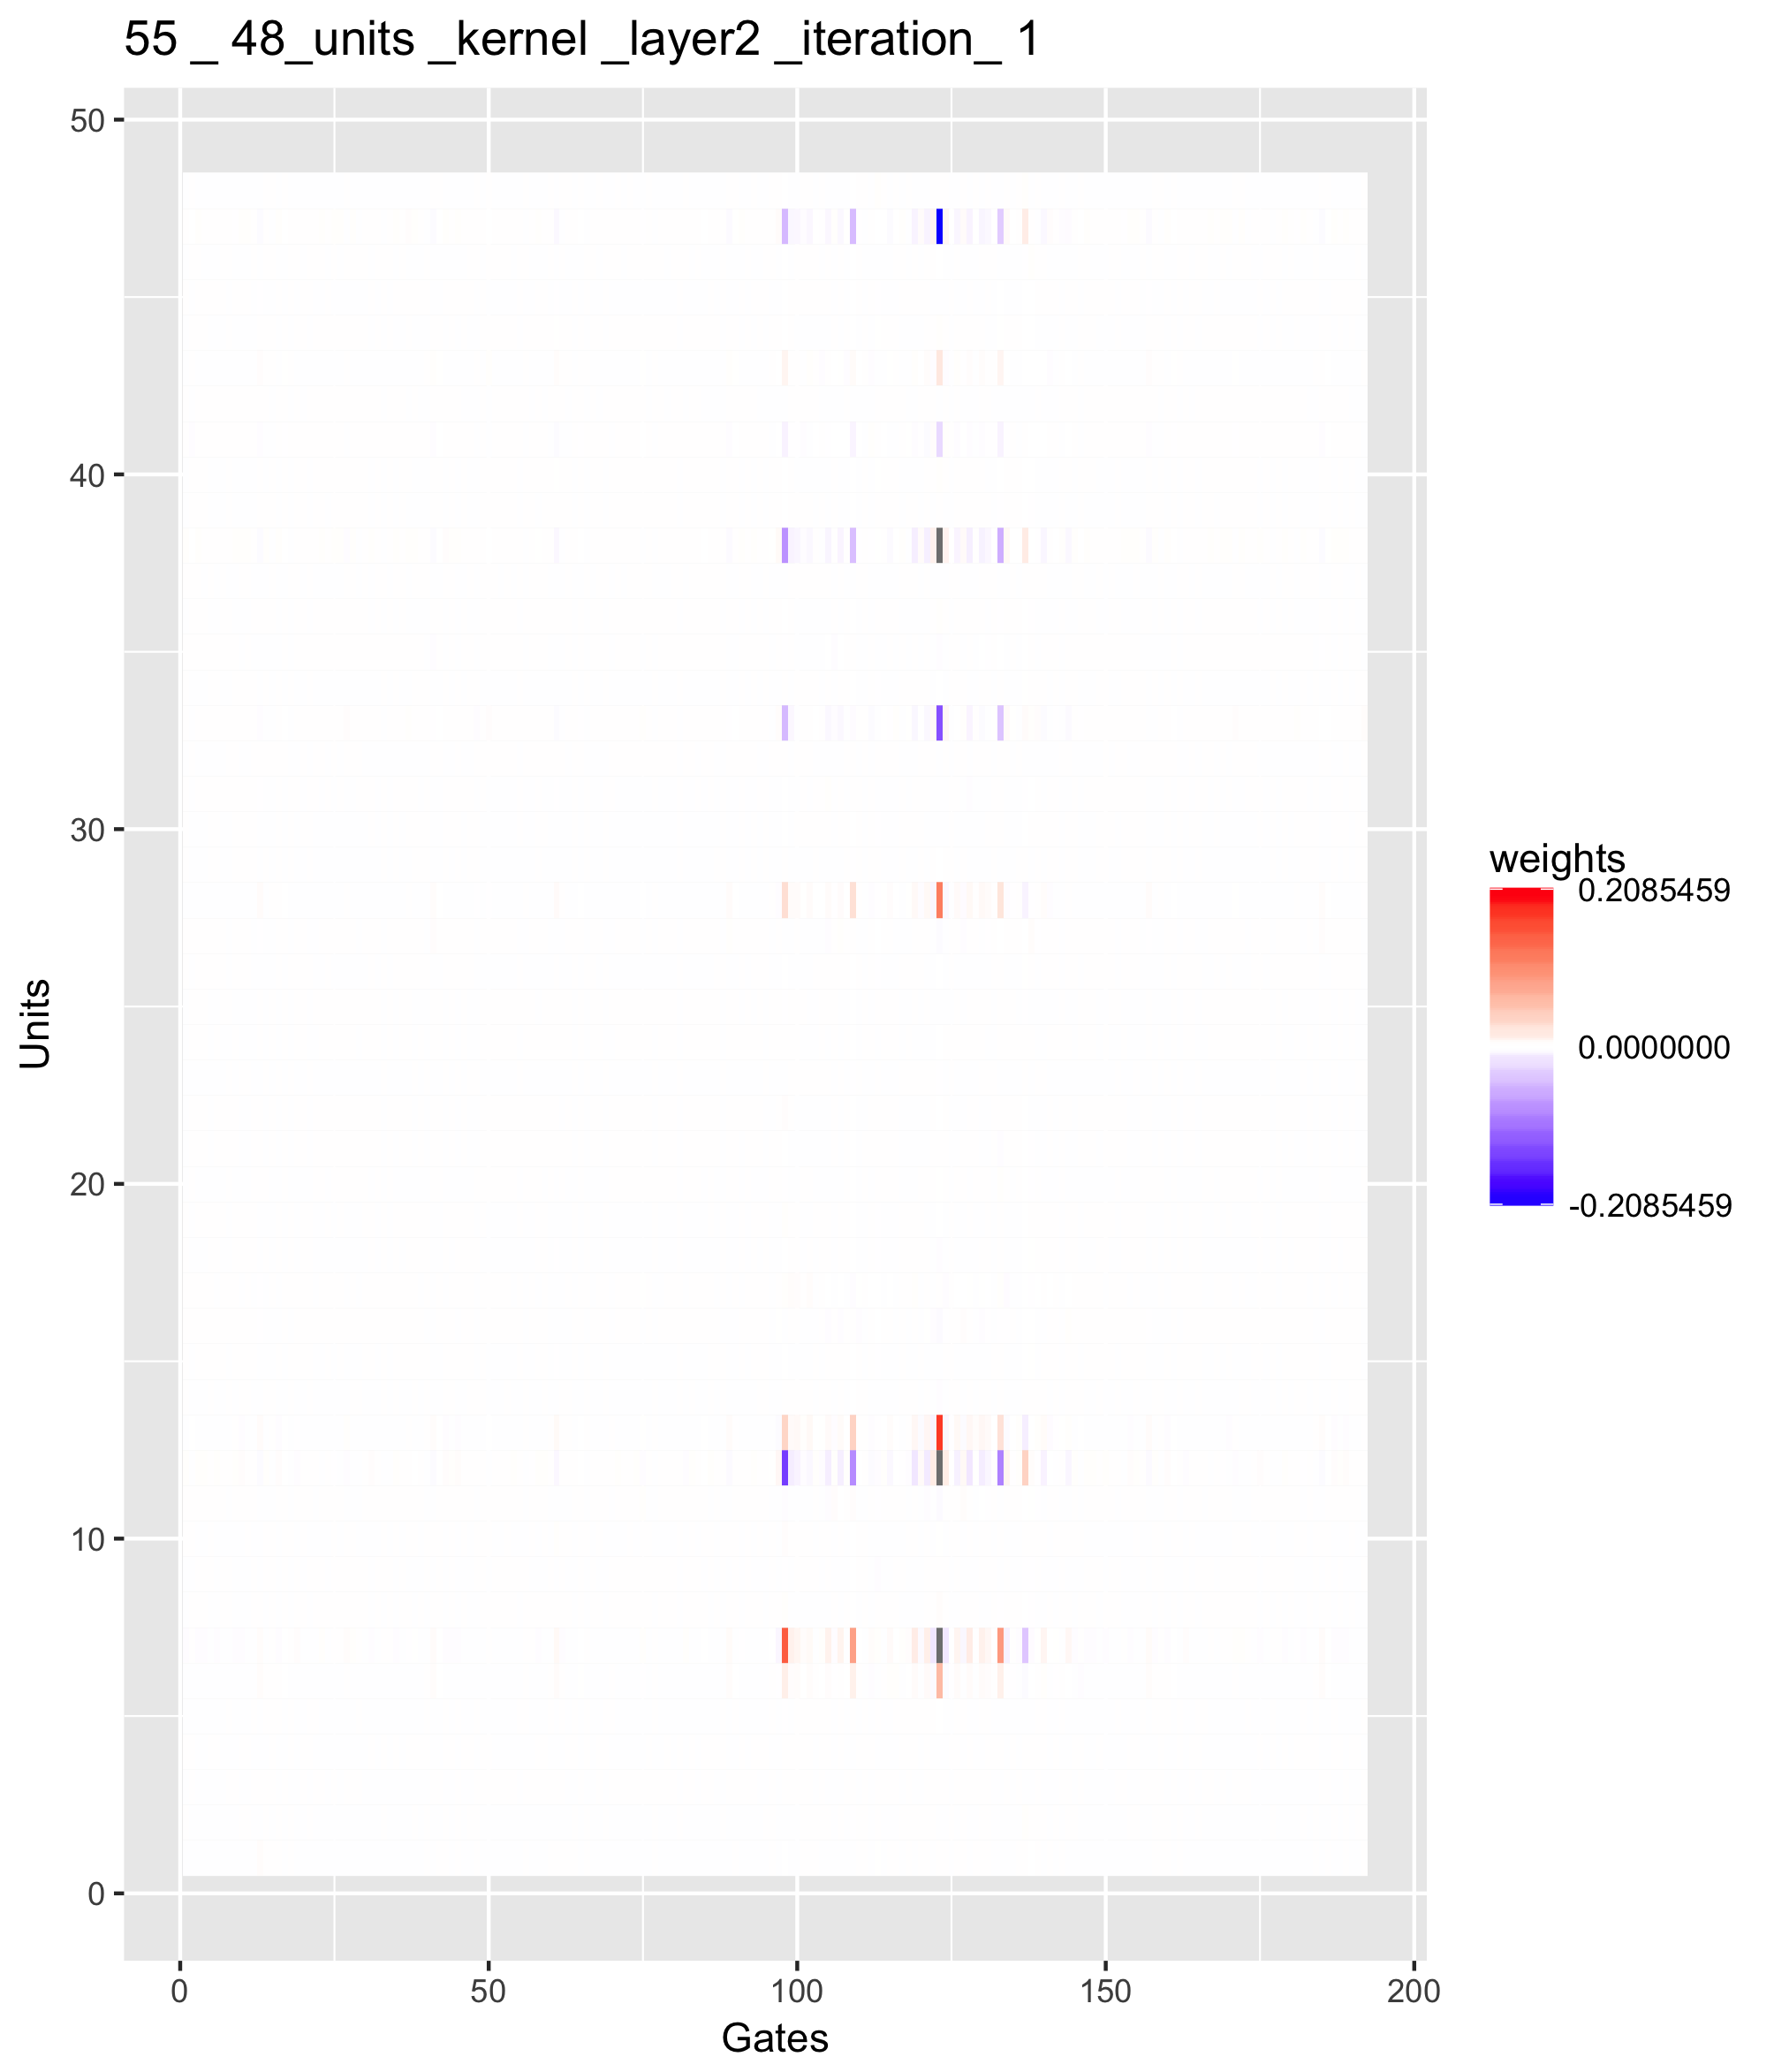 55 _ 48_units _kernel _layer2 _iteration_ 1
50
40
30
20
10
0
Units
0 50 100 150 200
Gates
weights
0.2085459
0.0000000
-0.2085459